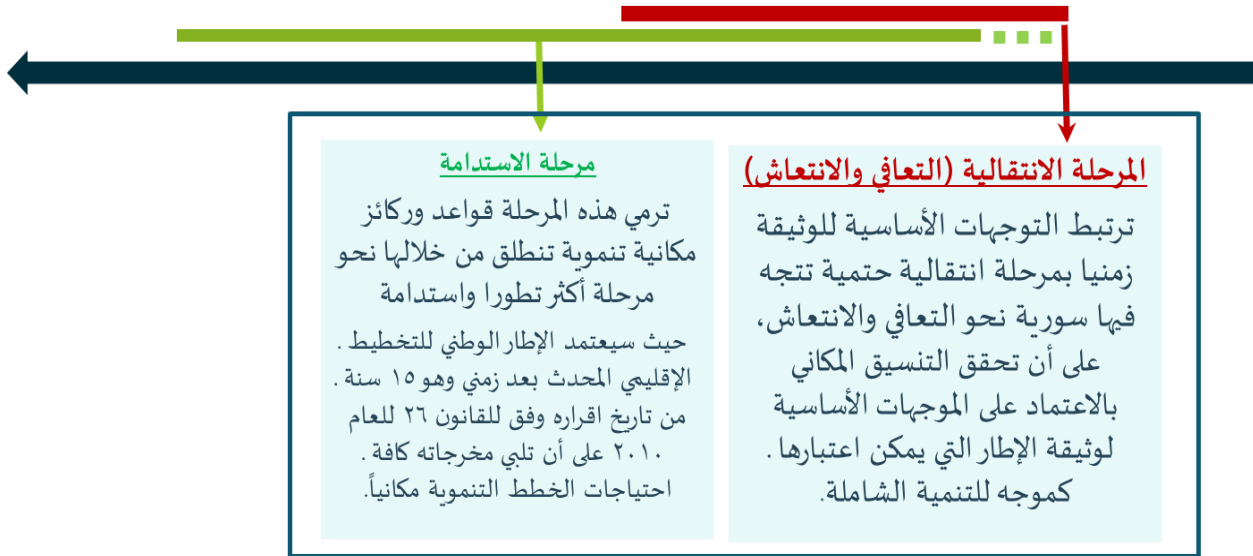 المرحلة الانتقالية (التعافي والانتعاش)
ترتبط التوجهات الأساسية للوثيقة
زمنيا بمرحلة انتقالية حتمية تتجه
فيها سورية نحو التعافي والانتعاش،
على أن تحقق التنسيق المكاني
بالاعتماد على الموجهات الأساسية
لوثيقة الإطار التي يمكن اعتبارها .
كموجه للتنمية الشاملة.
مرحلة الاستدامة
ترمي هذه المرحلة قواعد وركائز
مكانية تنموية تنطلق من خلالها نحو
مرحلة أكثر تطورا واستدامة
حيث سيعتمد الإطار الوطني للتخطيط .
الإقليمي المحدث بعد زمني وهو ١٥ سنة .
من تاريخ اقراره وفق للقانون ٢٦ للعام
٢٠١٠ على أن تلبي مخرجاته كافة .
احتياجات الخطط التنموية مكانياً.